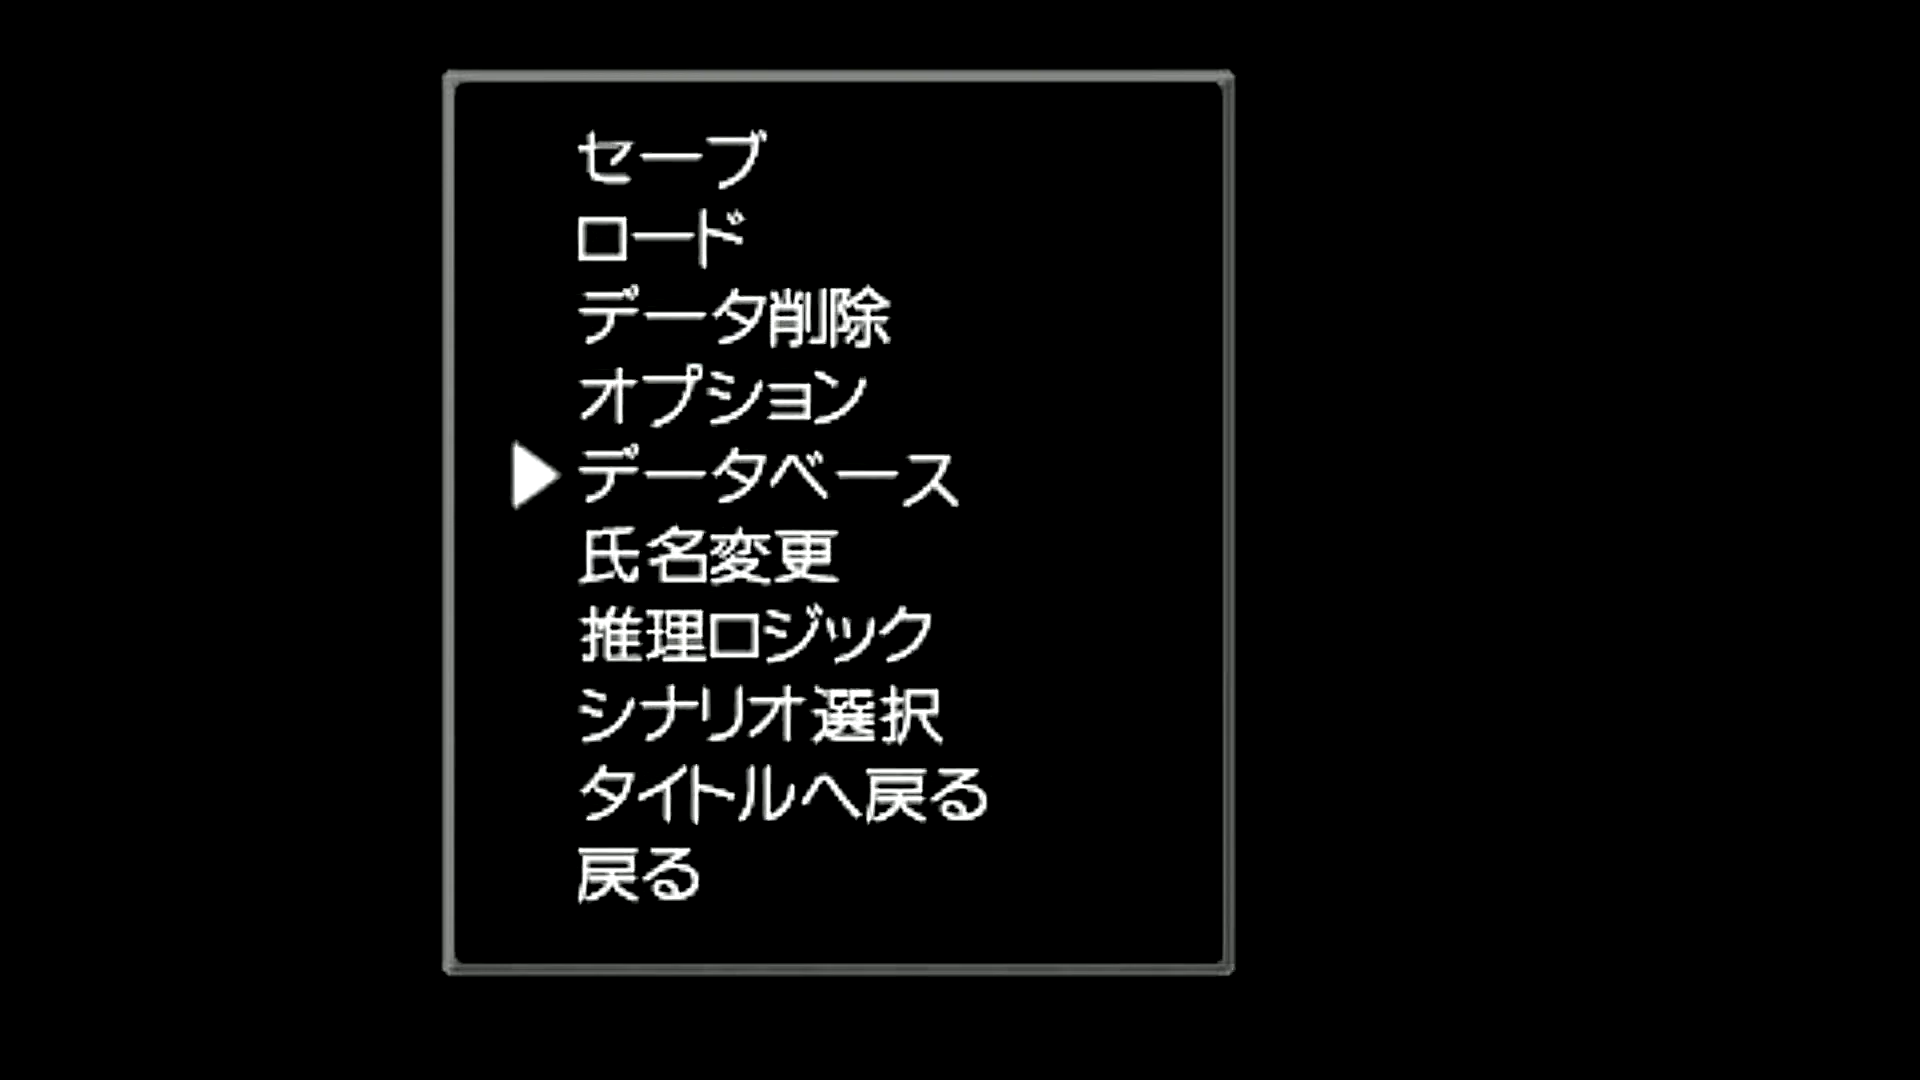 セーブ
ロード
データ削除
オプション
データベース
氏名変更
推理ロジック
シナリオ選択
タイトルへ戻る
戻る